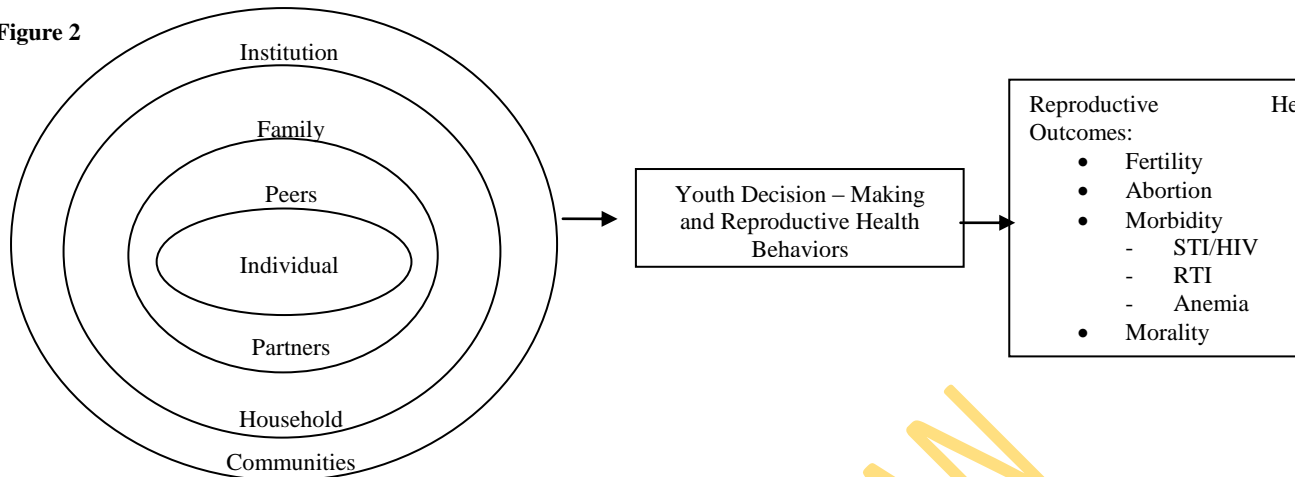 Figure 2
Institution
Family
Peers
Individual
Partners
Household
Communities
Youth Decision – Making
and Reproductive Health
Behaviors
Reproductive
Outcomes:
• Fertility
• Abortion
• Morbidity
- STI/HIV
- RTI
- Anemia
• Morality